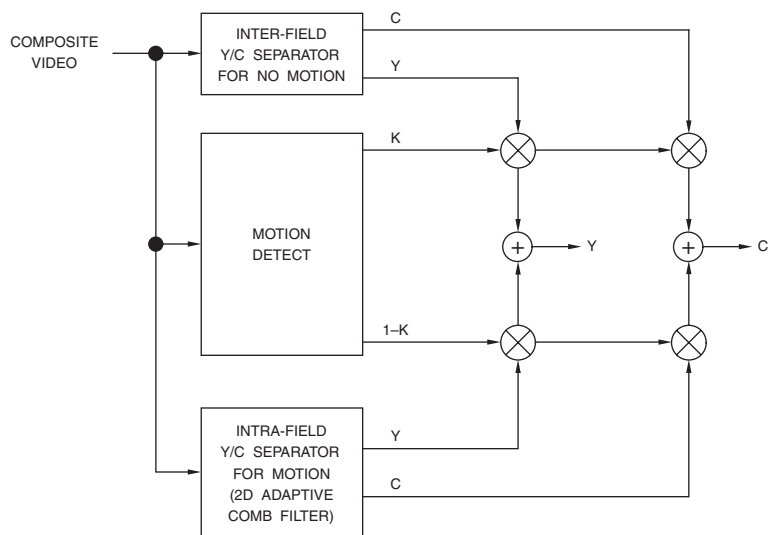 COMPOSITE
VIDEO
INTER-FIELD
Y/C SEPARATOR
FOR NO MOTION
C
Y
K
MOTION
DETECT
1–K
+
Y
+
C
INTRA-FIELD
Y/C SEPARATOR
FOR MOTION
(2D ADAPTIVE
COMB FILTER)
Y
C